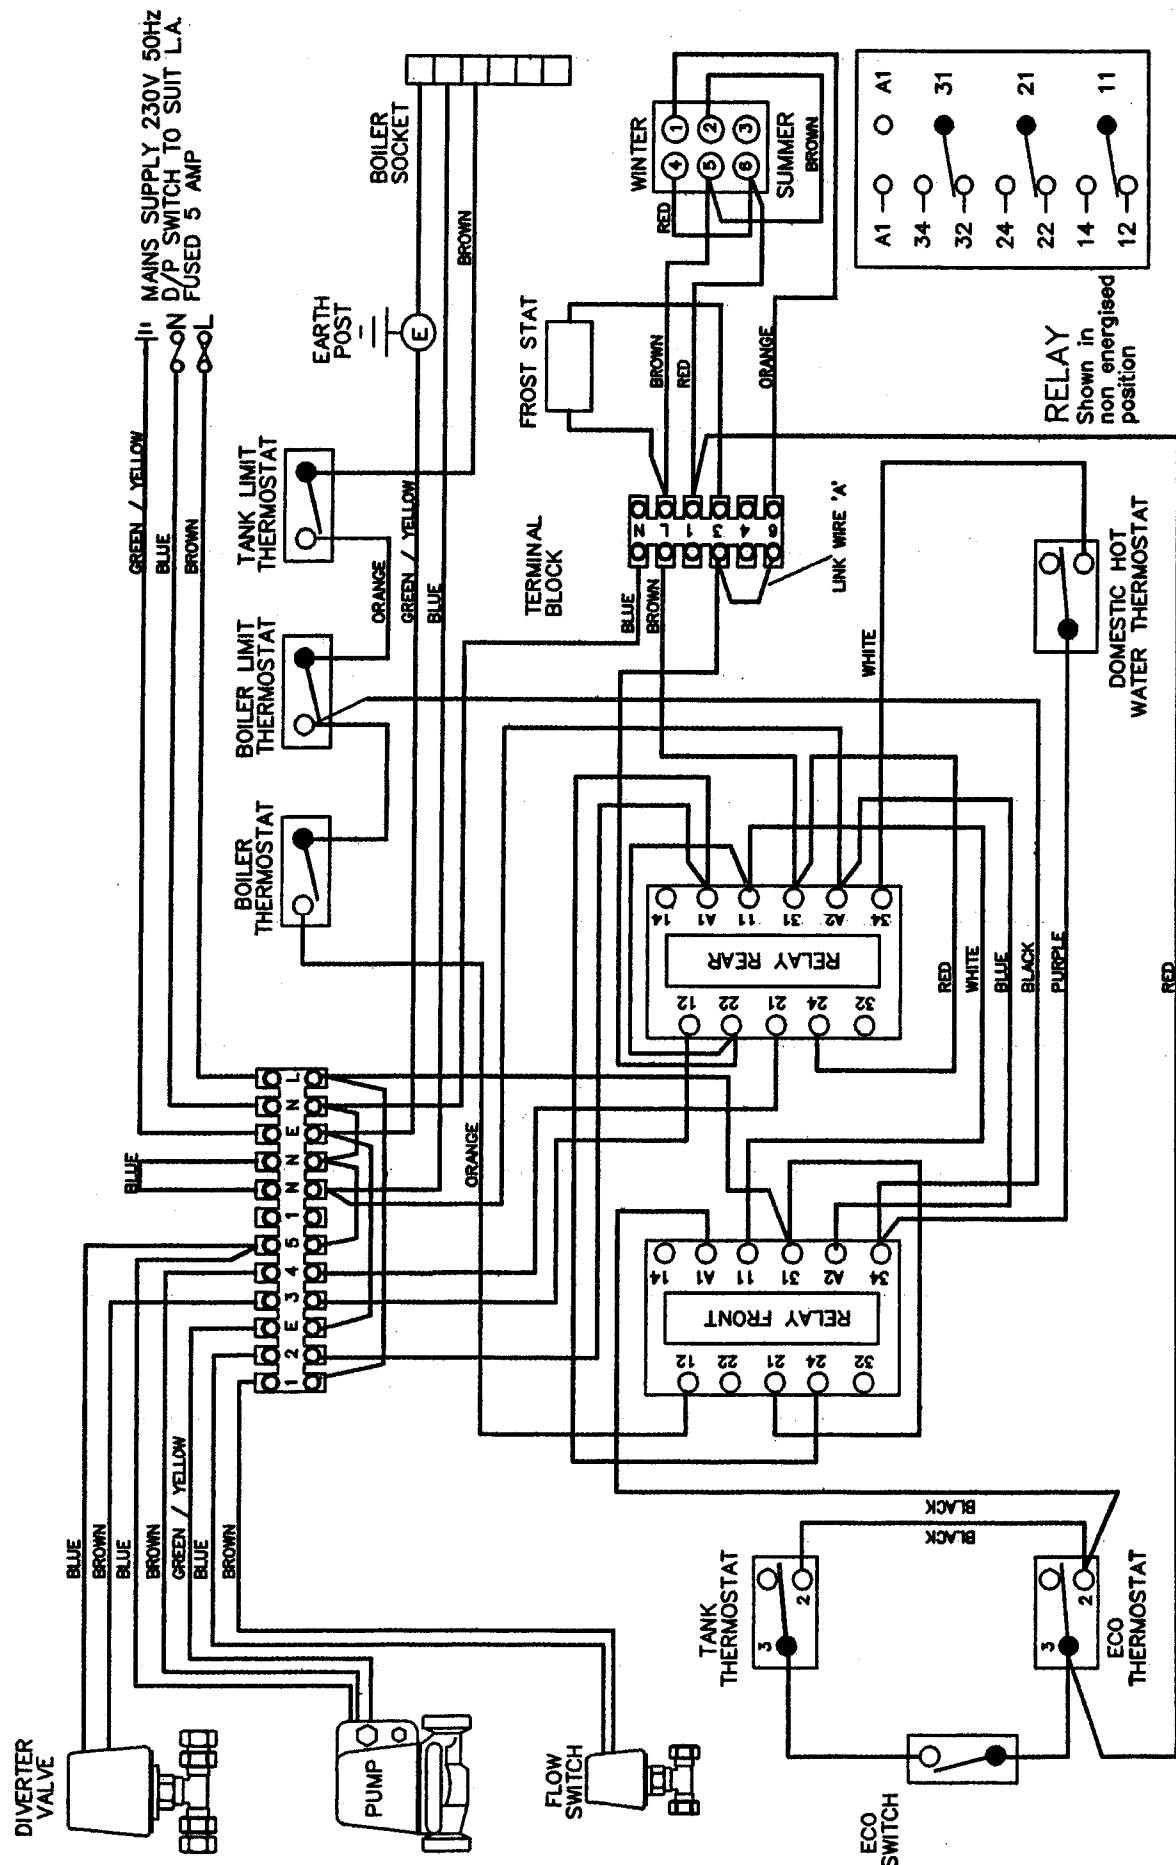 MAINS SUPPLY 230V 50Hz
D/P SWITCH TO SUIT L.A.
FUSED 5 AMP
N
L
GREEN / YELLOW
BLUE
BROWN
BOILER
SOCKET
EARTH
POST
E
BROWN
TANK LIMIT
THERMOSTAT
ORANGE
GREEN / YELLOW
BLUE
BOILER LIMIT
THERMOSTAT
BOILER
THERMOSTAT
WINTER
1
2
3
4
5
6
SUMMER
RED
BROWN
A1
A1
34
31
32
24
21
22
14
11
12
RELAY
Shown in
non energised
position
FROST STAT
BROWN
RED
ORANGE
TERMINAL
BLOCK
N
L
1
3
4
6
BLUE
BROWN
LINK WIRE 'A'
WHITE
DOMESTIC HOT
WATER THERMOSTAT
14
A1
11
31
A2
34
RELAY REAR
12
22
21
24
32
RED
WHITE
BLUE
BLACK
PURPLE
RED
L
N
E
N
N
1
5
4
3
E
2
1
BLUE
ORANGE
14
A1
11
31
A2
34
RELAY FRONT
12
22
21
24
32
BLUE
BROWN
BLUE
BROWN
GREEN / YELLOW
BLUE
BROWN
BLACK
BLACK
TANK
THERMOSTAT
3
2
ECO
THERMOSTAT
3
2
DIVERTER
VALVE
PUMP
FLOW
SWITCH
ECO
SWITCH